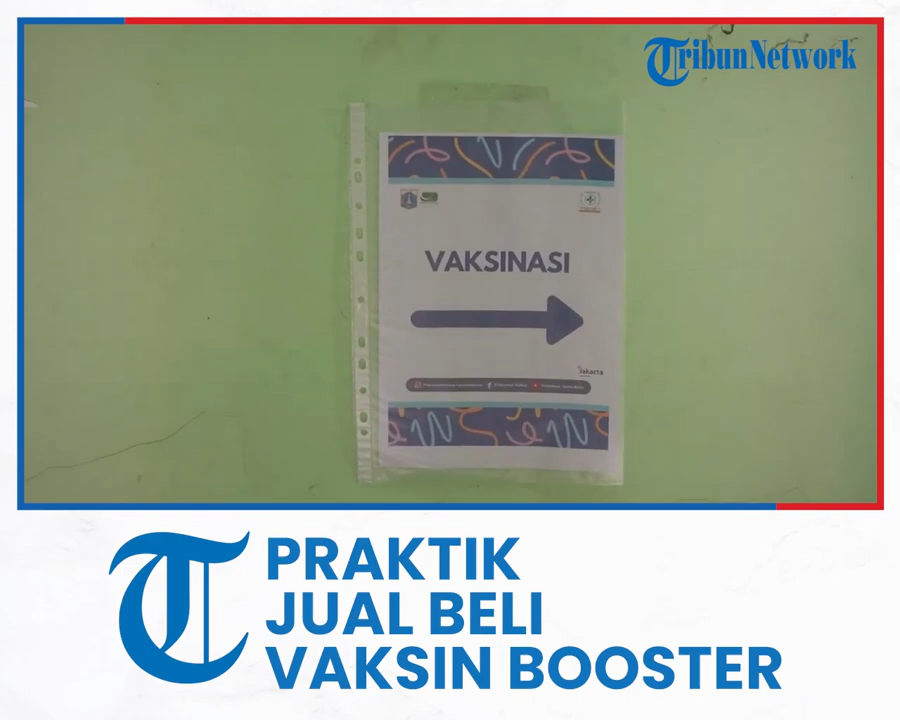 TribunNetwork
VAKSINASI
Jakarta
PRAKTIK
JUAL BELI
VAKSIN BOOSTER